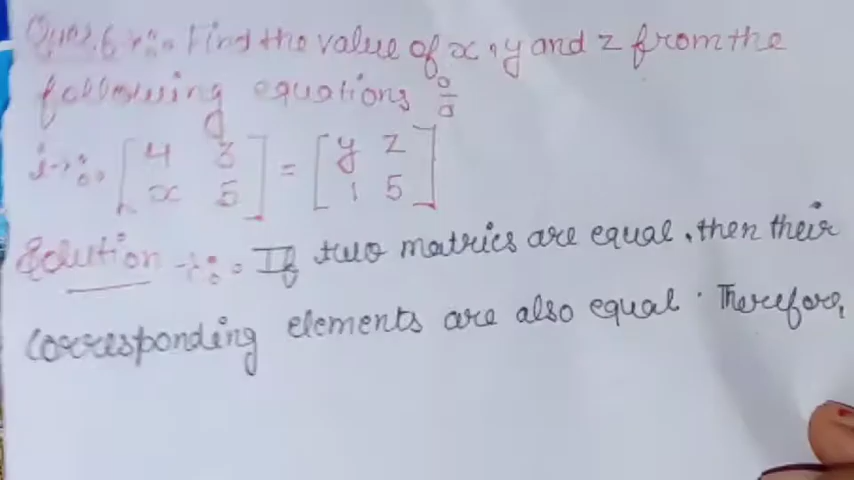 Ques. 6 Find the value of x, y and z from the
following equations :
i [4 3 x 5] = [y z 1 5]
Solution If two matrics are equal, then their
corresponding elements are also equal. Therefore,